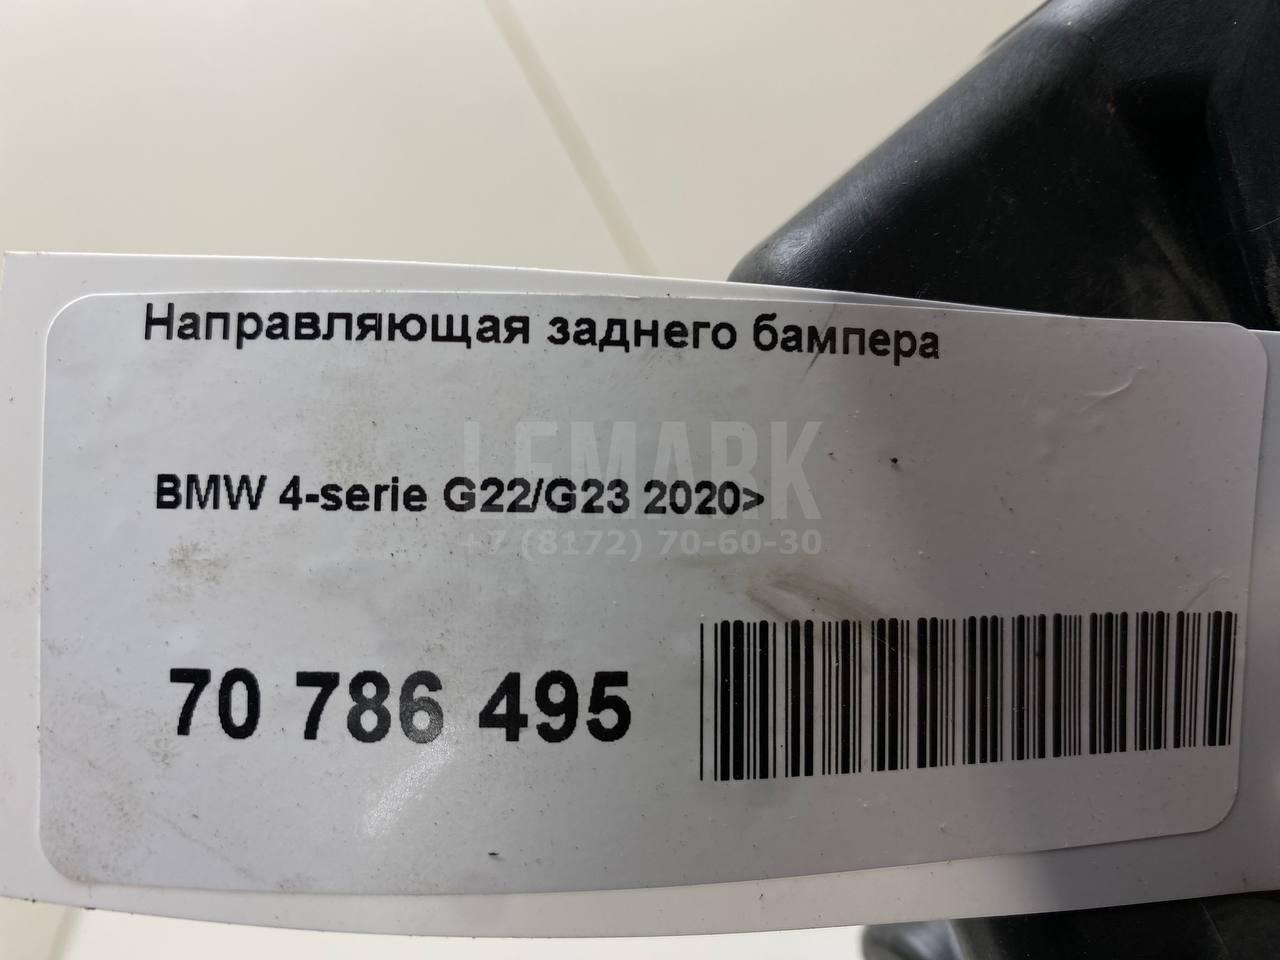 Направляющая заднего бампера
LEMARK
BMW 4-serie G22/G23 2020>
+7 (8172) 70-60-30
70 786 495